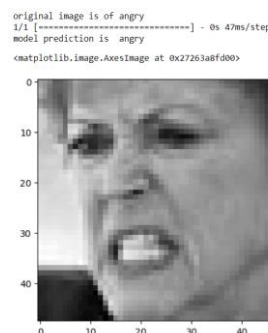 original image is of angry
1/1 [==============================] - 0s 47ms/step
model prediction is  angry
<matplotlib.image.AxesImage at 0x27263a8fd00>
0
10
20
30
40
0 10 20 30 40